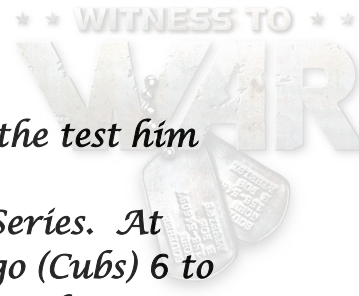 WITNESS TO
WAR
the test him
Series. At
go (Cubs) 6 to